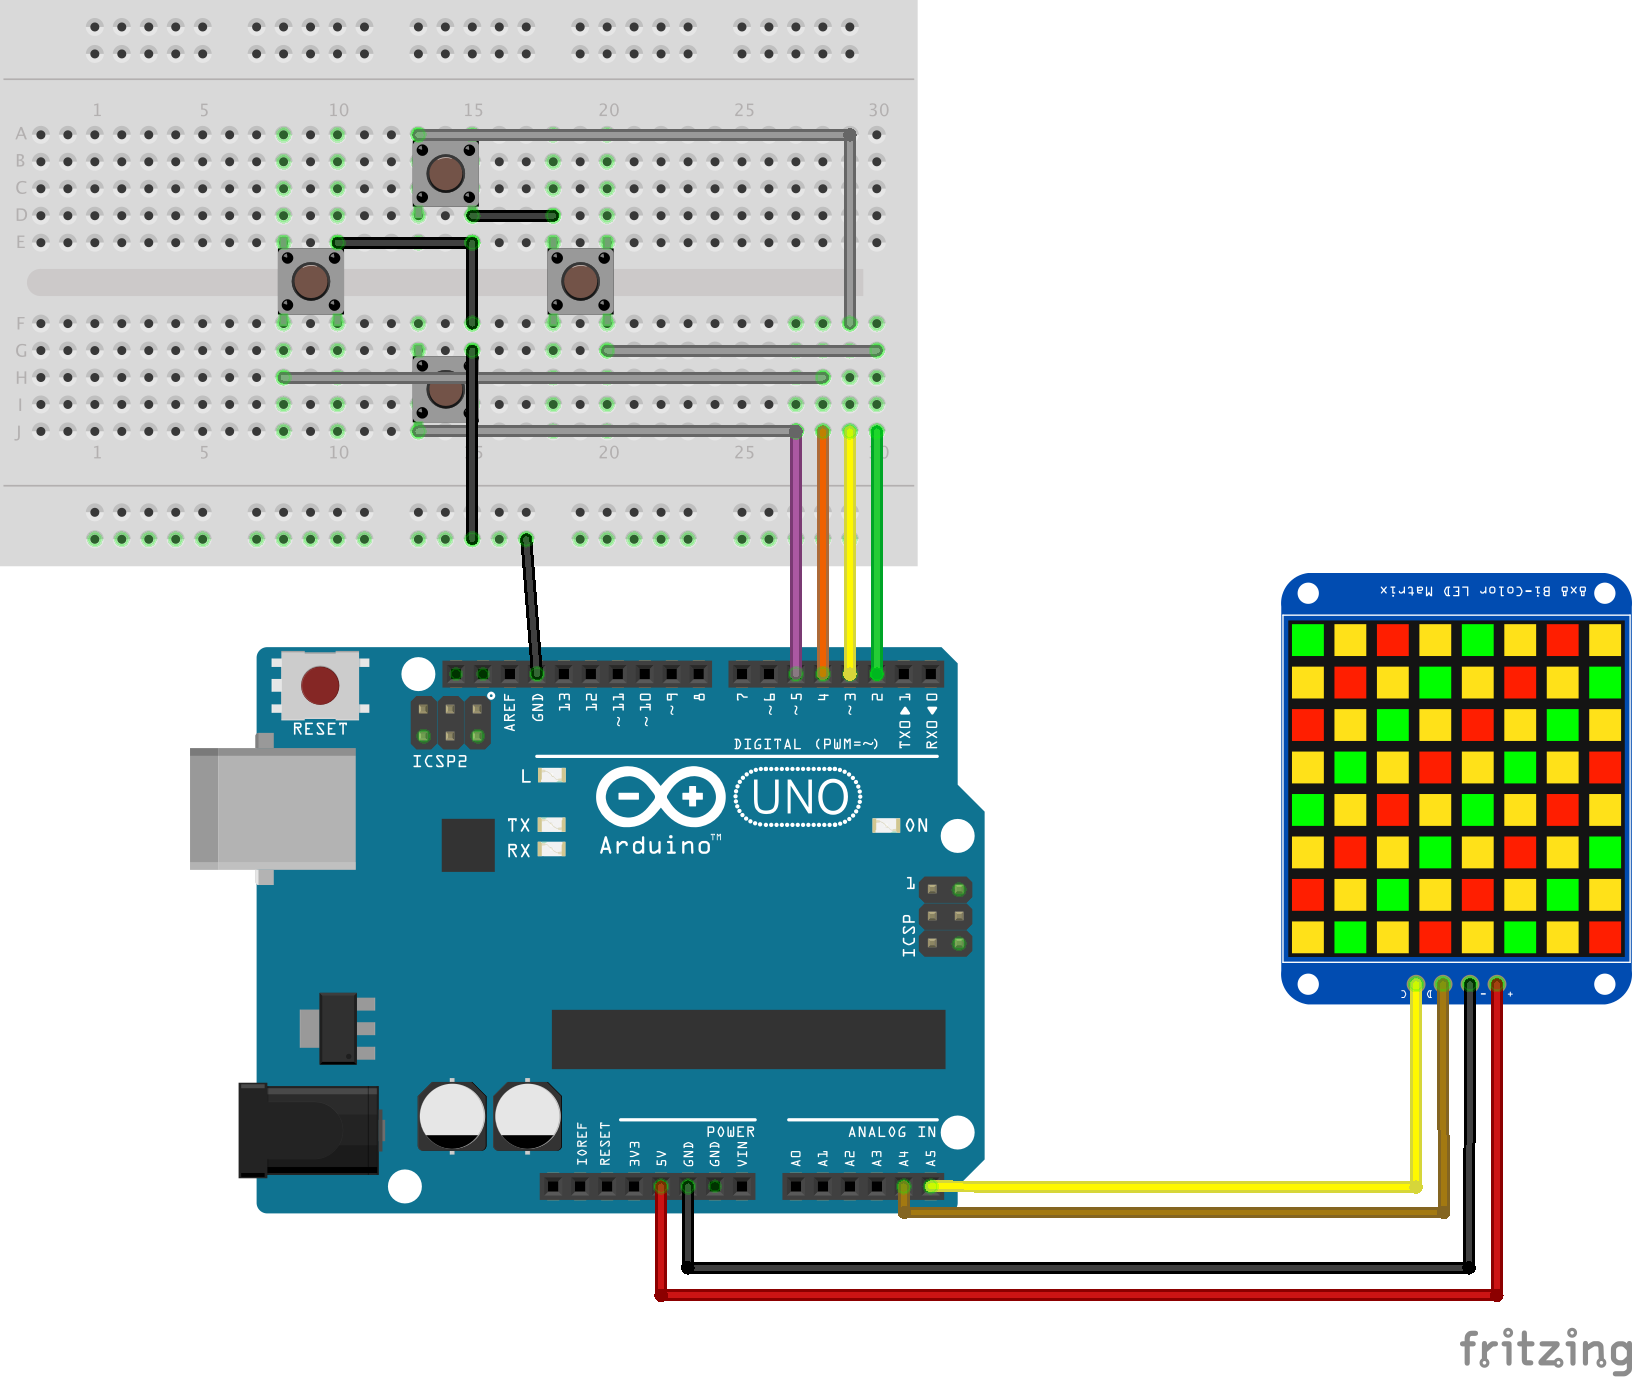 1 5 10 15 20 25 30
A
B
C
D
E
F
G
H
I
J
1 5 10 20 25
RESET
ICSP2
AREF
GND
13
12
~11
~10
~9
8
7
~6
~5
4
~3
2
TX0 ▶ 1
RX0 ◀ 0
DIGITAL (PWM=~)
L
TX
RX
UNO
Arduino™
ON
1
ICSP
8x8 Bi-Color LED Matrix
C D - +
POWER
ANALOG IN
IOREF
RESET
3V3
5V
GND
GND
VIN
A0
A1
A2
A3
A4
A5
fritzing